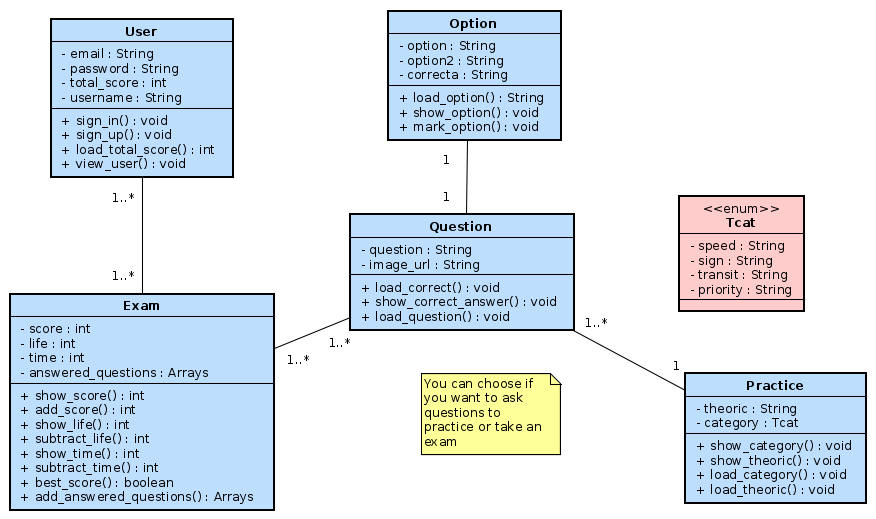 User
- email : String
- password : String
- total_score : int
- username : String
+ sign_in() : void
+ sign_up() : void
+ load_total_score() : int
+ view_user() : void
Option
- option : String
- option2 : String
- correcta : String
+ load_option() : String
+ show_option() : void
+ mark_option() : void
1
1
1..*
1..*
<<enum>>
Tcat
- speed : String
- sign : String
- transit : String
- priority : String
Question
- question : String
- image_url : String
+ load_correct() : void
+ show_correct_answer() : void
+ load_question() : void
Exam
- score : int
- life : int
- time : int
- answered_questions : Arrays
+ show_score() : int
+ add_score() : int
+ show_life() : int
+ subtract_life() : int
+ show_time() : int
+ subtract_time() : int
+ best_score() : boolean
+ add_answered_questions() : Arrays
1..*
1..*
1..*
1
You can choose if
you want to ask
questions to
practice or take an
exam
Practice
- theoric : String
- category : Tcat
+ show_category() : void
+ show_theoric() : void
+ load_category() : void
+ load_theoric() : void